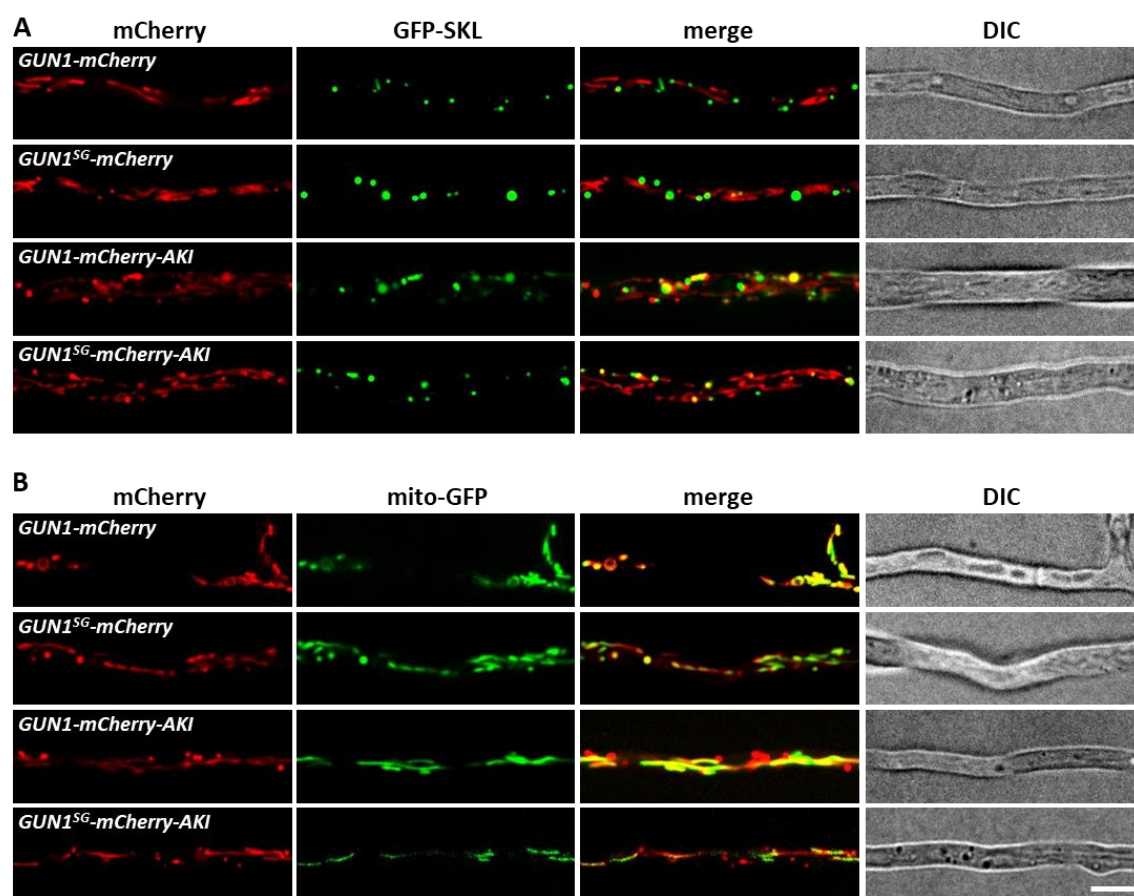 A
mCherry GFP-SKL merge DIC
GUN1-mCherry
GUN1ˢᴳ-mCherry
GUN1-mCherry-AKI
GUN1ˢᴳ-mCherry-AKI
B
mCherry mito-GFP merge DIC
GUN1-mCherry
GUN1ˢᴳ-mCherry
GUN1-mCherry-AKI
GUN1ˢᴳ-mCherry-AKI